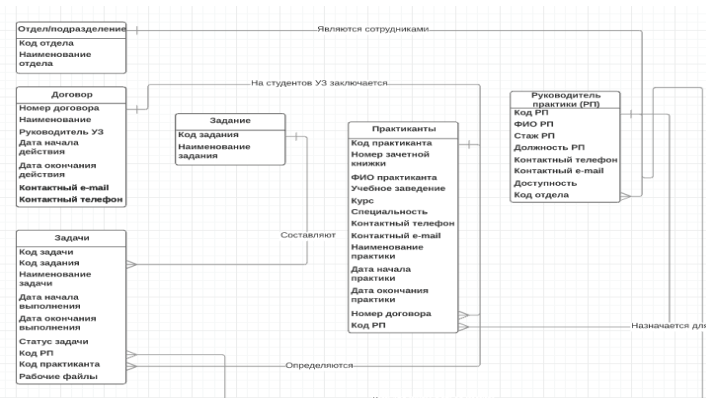 Отдел/подразделение
Код отдела
Наименование
отдела
Являются сотрудниками
Договор
Номер договора
Наименование
Руководитель УЗ
Дата начала
действия
Дата окончания
действия
Контактный e-mail
Контактный телефон
На студентов УЗ заключается
Задание
Код задания
Наименование
задания
Практиканты
Код практиканта
Номер зачетной
книжки
ФИО практиканта
Учебное заведение
Курс
Специальность
Контактный телефон
Контактный e-mail
Наименование
практики
Дата начала
практики
Дата окончания
практики
Номер договора
Код РП
Руководитель
практики (РП)
Код РП
ФИО РП
Стаж РП
Должность РП
Контактный телефон
Контактный e-mail
Доступность
Код отдела
Задачи
Код задачи
Код задания
Наименование
задачи
Дата начала
выполнения
Дата окончания
выполнения
Статус задачи
Код РП
Код практиканта
Рабочие файлы
Составляют
Назначается для
Определяются